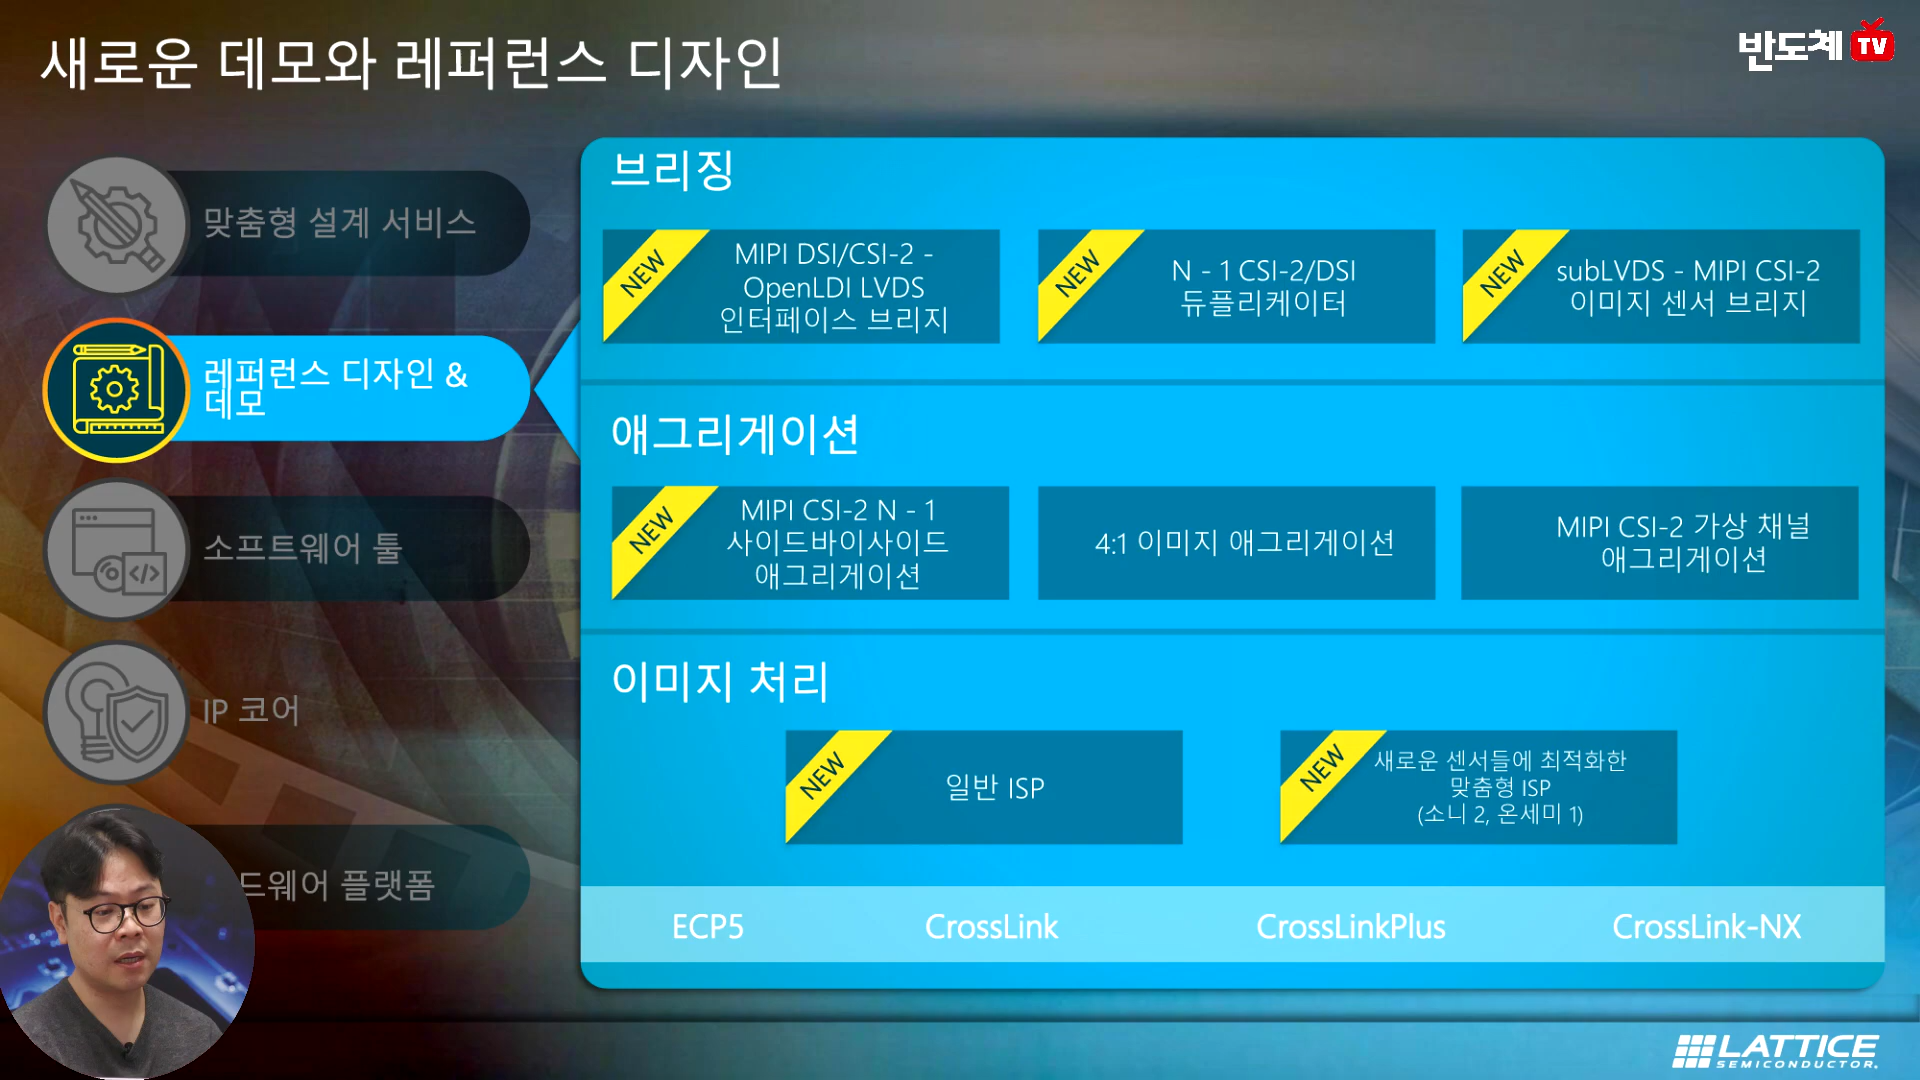 새로운 데모와 레퍼런스 디자인
반도체 TV
맞춤형 설계 서비스
레퍼런스 디자인 &
데모
소프트웨어 툴
IP 코어
드웨어 플랫폼
브리징
NEW
MIPI DSI/CSI-2 -
OpenLDI LVDS
인터페이스 브리지
NEW
N - 1 CSI-2/DSI
듀플리케이터
NEW
subLVDS - MIPI CSI-2
이미지 센서 브리지
애그리게이션
NEW
MIPI CSI-2 N - 1
사이드바이사이드
애그리게이션
4:1 이미지 애그리게이션
MIPI CSI-2 가상 채널
애그리게이션
이미지 처리
NEW
일반 ISP
NEW
새로운 센서들에 최적화한
맞춤형 ISP
(소니 2, 온세미 1)
ECP5
CrossLink
CrossLinkPlus
CrossLink-NX
LATTICE
SEMICONDUCTOR.